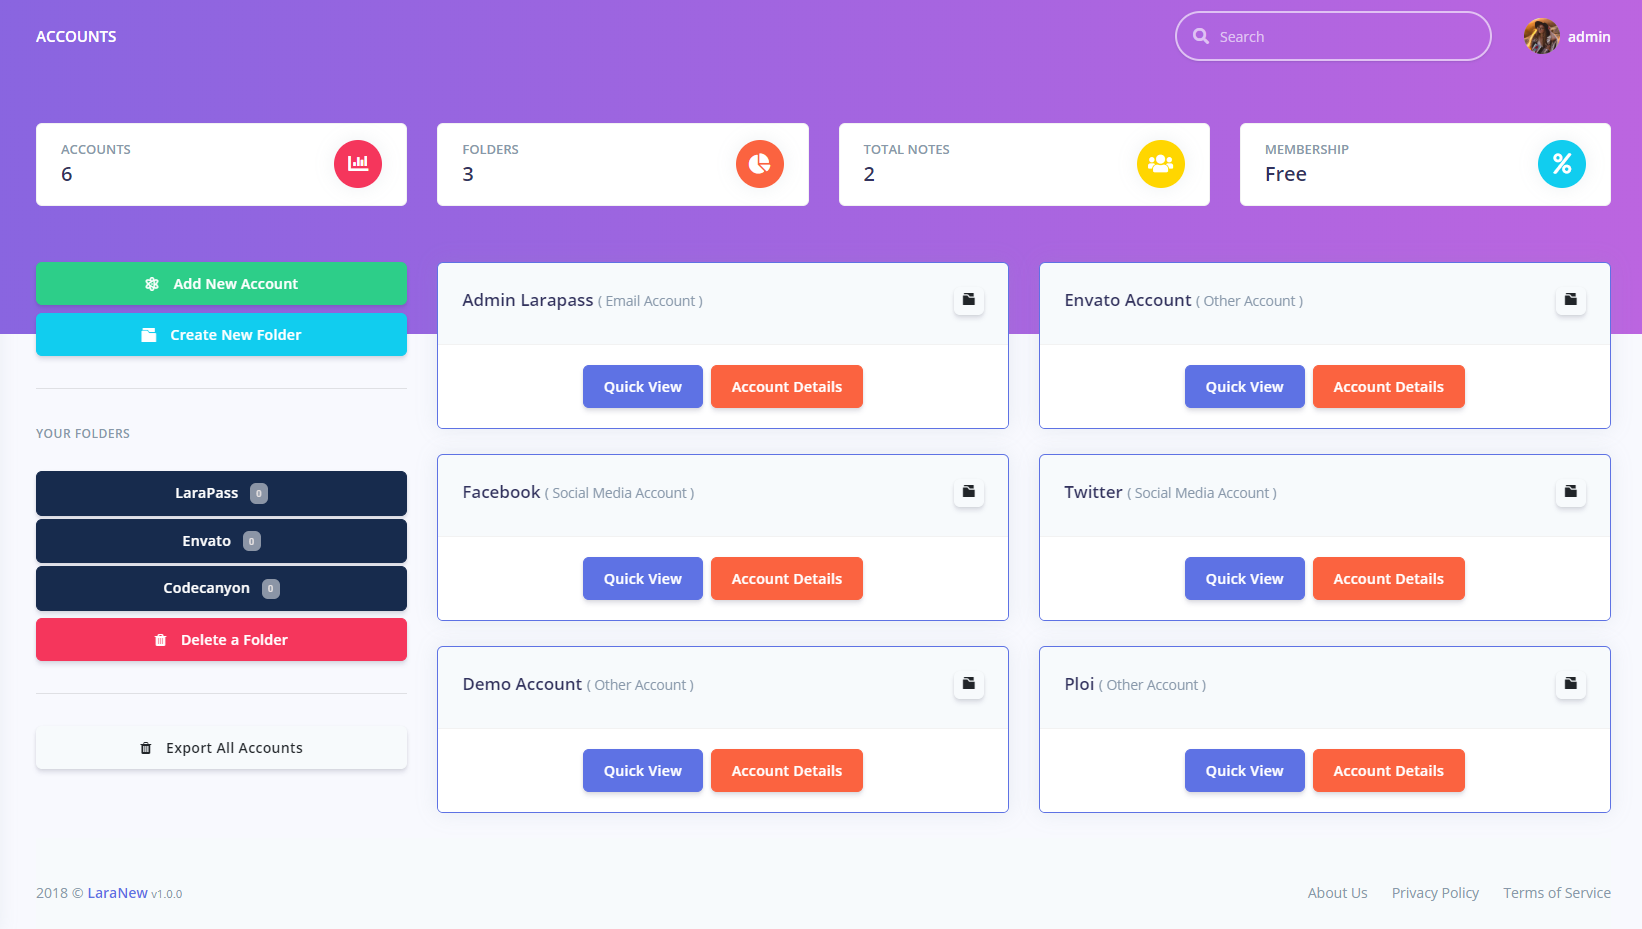 ACCOUNTS
Search
admin
ACCOUNTS
6
FOLDERS
3
TOTAL NOTES
2
MEMBERSHIP
Free
Add New Account
Create New Folder
YOUR FOLDERS
LaraPass 0
Envato 0
Codecanyon 0
Delete a Folder
Export All Accounts
Admin Larapass ( Email Account )
Quick View Account Details
Envato Account ( Other Account )
Quick View Account Details
Facebook ( Social Media Account )
Quick View Account Details
Twitter ( Social Media Account )
Quick View Account Details
Demo Account ( Other Account )
Quick View Account Details
Ploi ( Other Account )
Quick View Account Details
2018 © LaraNew v1.0.0
About Us Privacy Policy Terms of Service